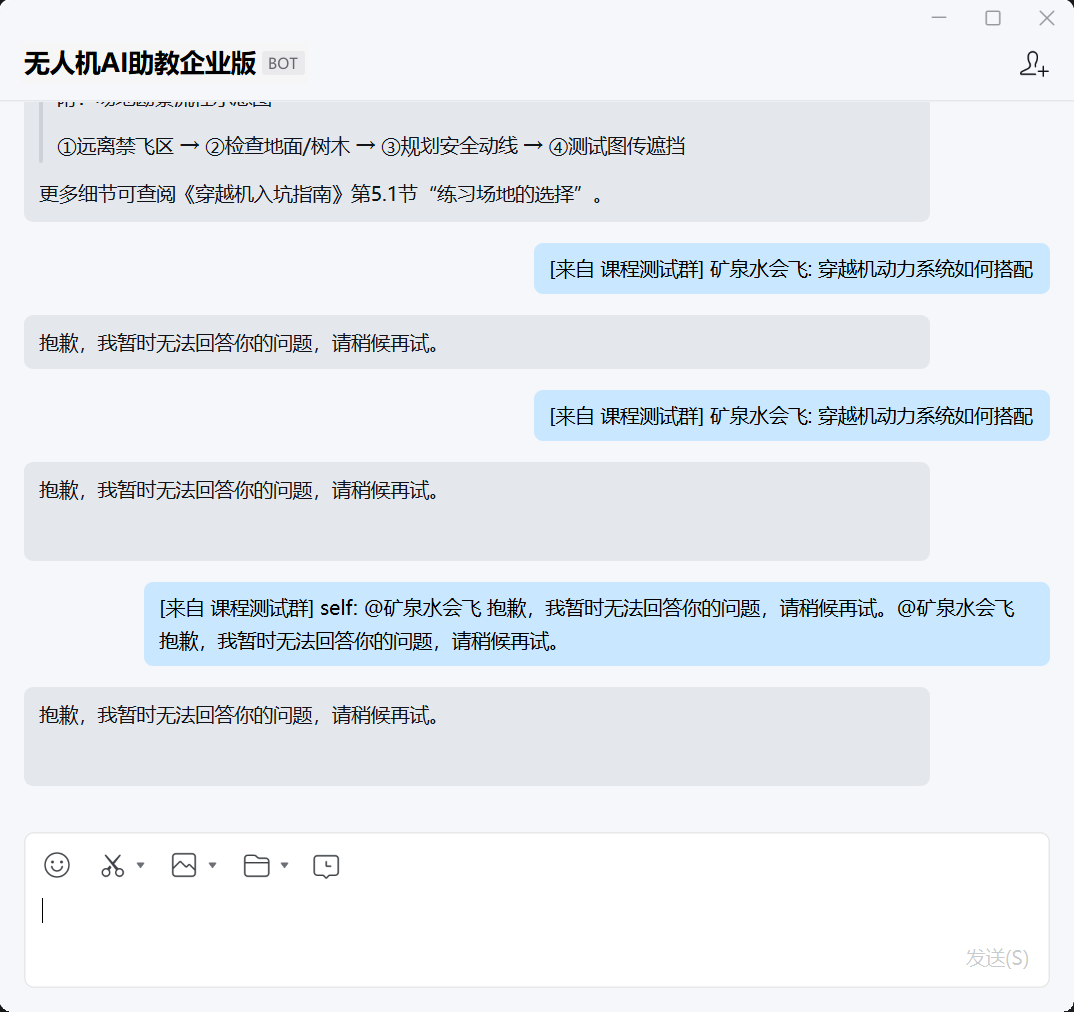 无人机AI助教企业版 BOT
①远离禁飞区 → ②检查地面/树木 → ③规划安全动线 → ④测试图传遮挡
更多细节可查阅《穿越机入坑指南》第5.1节“练习场地的选择”。
[来自 课程测试群] 矿泉水会飞: 穿越机动力系统如何搭配
抱歉，我暂时无法回答你的问题，请稍候再试。
[来自 课程测试群] 矿泉水会飞: 穿越机动力系统如何搭配
抱歉，我暂时无法回答你的问题，请稍候再试。
[来自 课程测试群] self: @矿泉水会飞 抱歉，我暂时无法回答你的问题，请稍候再试。@矿泉水会飞
抱歉，我暂时无法回答你的问题，请稍候再试。
抱歉，我暂时无法回答你的问题，请稍候再试。
发送(S)